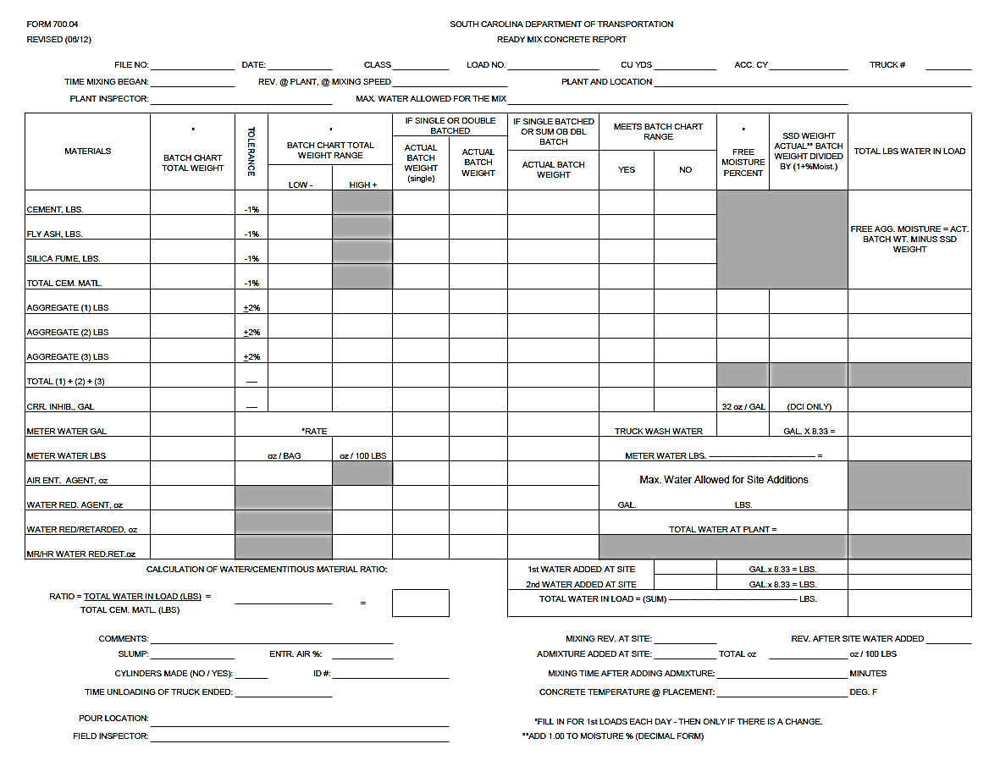 FORM 700.04
SOUTH CAROLINA DEPARTMENT OF TRANSPORTATION
REVISED (06/12)
READY MIX CONCRETE REPORT
FILE NO: DATE: CLASS LOAD NO. CU YDS ACC. CY TRUCK #
TIME MIXING BEGAN: REV. @ PLANT, @ MIXING SPEED PLANT AND LOCATION
PLANT INSPECTOR: MAX. WATER ALLOWED FOR THE MIX
MATERIALS
*
BATCH CHART
TOTAL WEIGHT
TOLERANCE
*
BATCH CHART TOTAL
WEIGHT RANGE
LOW - HIGH +
IF SINGLE OR DOUBLE
BATCHED
ACTUAL
BATCH
WEIGHT
(single)
ACTUAL
BATCH
WEIGHT
IF SINGLE BATCHED
OR SUM OB DBL
BATCH
ACTUAL BATCH
WEIGHT
MEETS BATCH CHART
RANGE
YES NO
*
FREE
MOISTURE
PERCENT
SSD WEIGHT
ACTUAL** BATCH
WEIGHT DIVIDED
BY (1+%Moist.)
TOTAL LBS WATER IN LOAD
CEMENT, LBS. -1%
FLY ASH, LBS. -1%
SILICA FUME, LBS. -1%
TOTAL CEM. MATL. -1%
FREE AGG. MOISTURE = ACT.
BATCH WT. MINUS SSD
WEIGHT
AGGREGATE (1) LBS ±2%
AGGREGATE (2) LBS ±2%
AGGREGATE (3) LBS ±2%
TOTAL (1) + (2) + (3) ----
CRR. INHIB., GAL ---- 32 oz / GAL (DCI ONLY)
METER WATER GAL *RATE TRUCK WASH WATER GAL. X 8.33 =
METER WATER LBS oz / BAG oz / 100 LBS METER WATER LBS. ---------------------------------- =
AIR ENT. AGENT, oz Max. Water Allowed for Site Additions
WATER RED. AGENT, oz GAL. LBS.
WATER RED/RETARDED, oz TOTAL WATER AT PLANT =
MR/HR WATER RED.RET.oz
CALCULATION OF WATER/CEMENTITIOUS MATERIAL RATIO: 1st WATER ADDED AT SITE GAL.x 8.33 = LBS.
2nd WATER ADDED AT SITE GAL.x 8.33 = LBS.
RATIO = TOTAL WATER IN LOAD (LBS) = = TOTAL WATER IN LOAD = (SUM) ---------------------------------------- LBS.
TOTAL CEM. MATL. (LBS)
COMMENTS: MIXING REV. AT SITE: REV. AFTER SITE WATER ADDED
SLUMP: ENTR. AIR %: ADMIXTURE ADDED AT SITE: TOTAL oz oz / 100 LBS
CYLINDERS MADE (NO / YES): ID #: MIXING TIME AFTER ADDING ADMIXTURE: MINUTES
TIME UNLOADING OF TRUCK ENDED: CONCRETE TEMPERATURE @ PLACEMENT: DEG. F
POUR LOCATION: *FILL IN FOR 1st LOADS EACH DAY - THEN ONLY IF THERE IS A CHANGE.
FIELD INSPECTOR: **ADD 1.00 TO MOISTURE % (DECIMAL FORM)